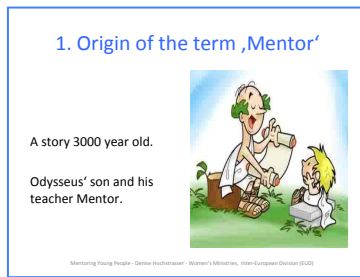 1. Origin of the term ‚Mentor‘
A story 3000 year old.
Odysseus‘ son and his
teacher Mentor.
Mentoring Young People - Denise Hochstrasser - Women's Ministries, Inter-European Division (EUD)